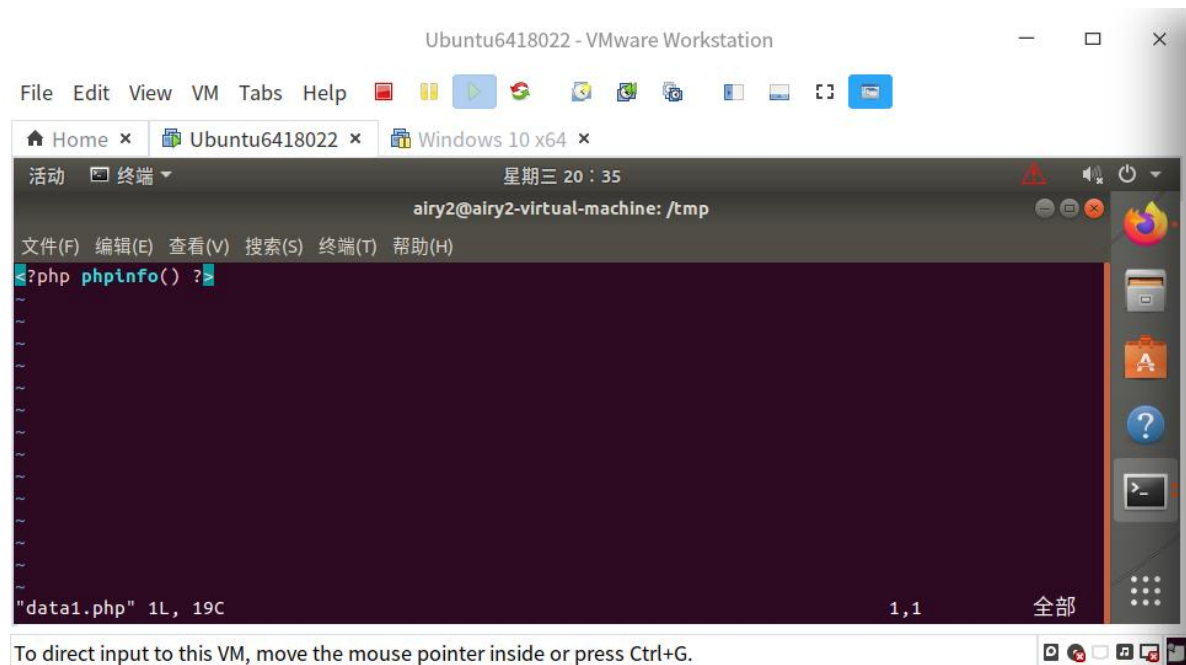 Ubuntu6418022 - VMware Workstation
File Edit View VM Tabs Help
Home Ubuntu6418022 Windows 10 x64
活动 终端 星期三 20：35
airy2@airy2-virtual-machine: /tmp
文件(F) 编辑(E) 查看(V) 搜索(S) 终端(T) 帮助(H)
<?php phpinfo() ?>
~
~
~
~
~
~
~
~
~
~
~
~
~
~
"data1.php" 1L, 19C 1,1 全部
To direct input to this VM, move the mouse pointer inside or press Ctrl+G.